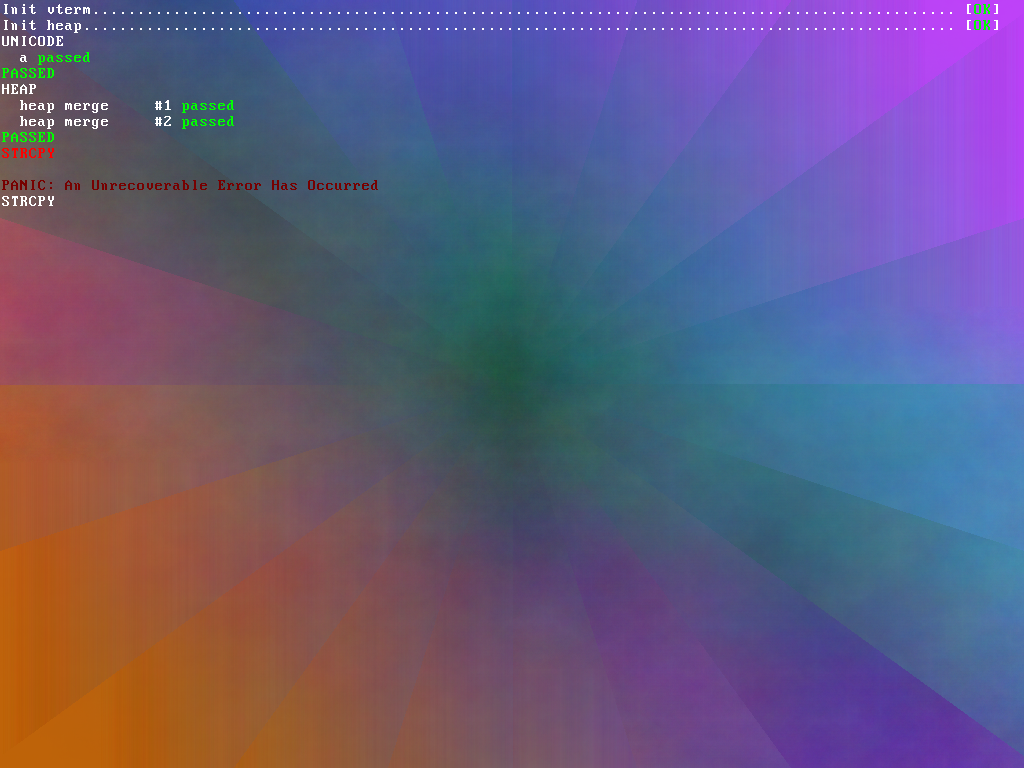 Init vterm................................................................................................ [OK]
Init heap................................................................................................. [OK]
UNICODE
  a passed
PASSED
HEAP
  heap merge     #1 passed
  heap merge     #2 passed
PASSED
STRCPY
PANIC: An Unrecoverable Error Has Occurred
STRCPY